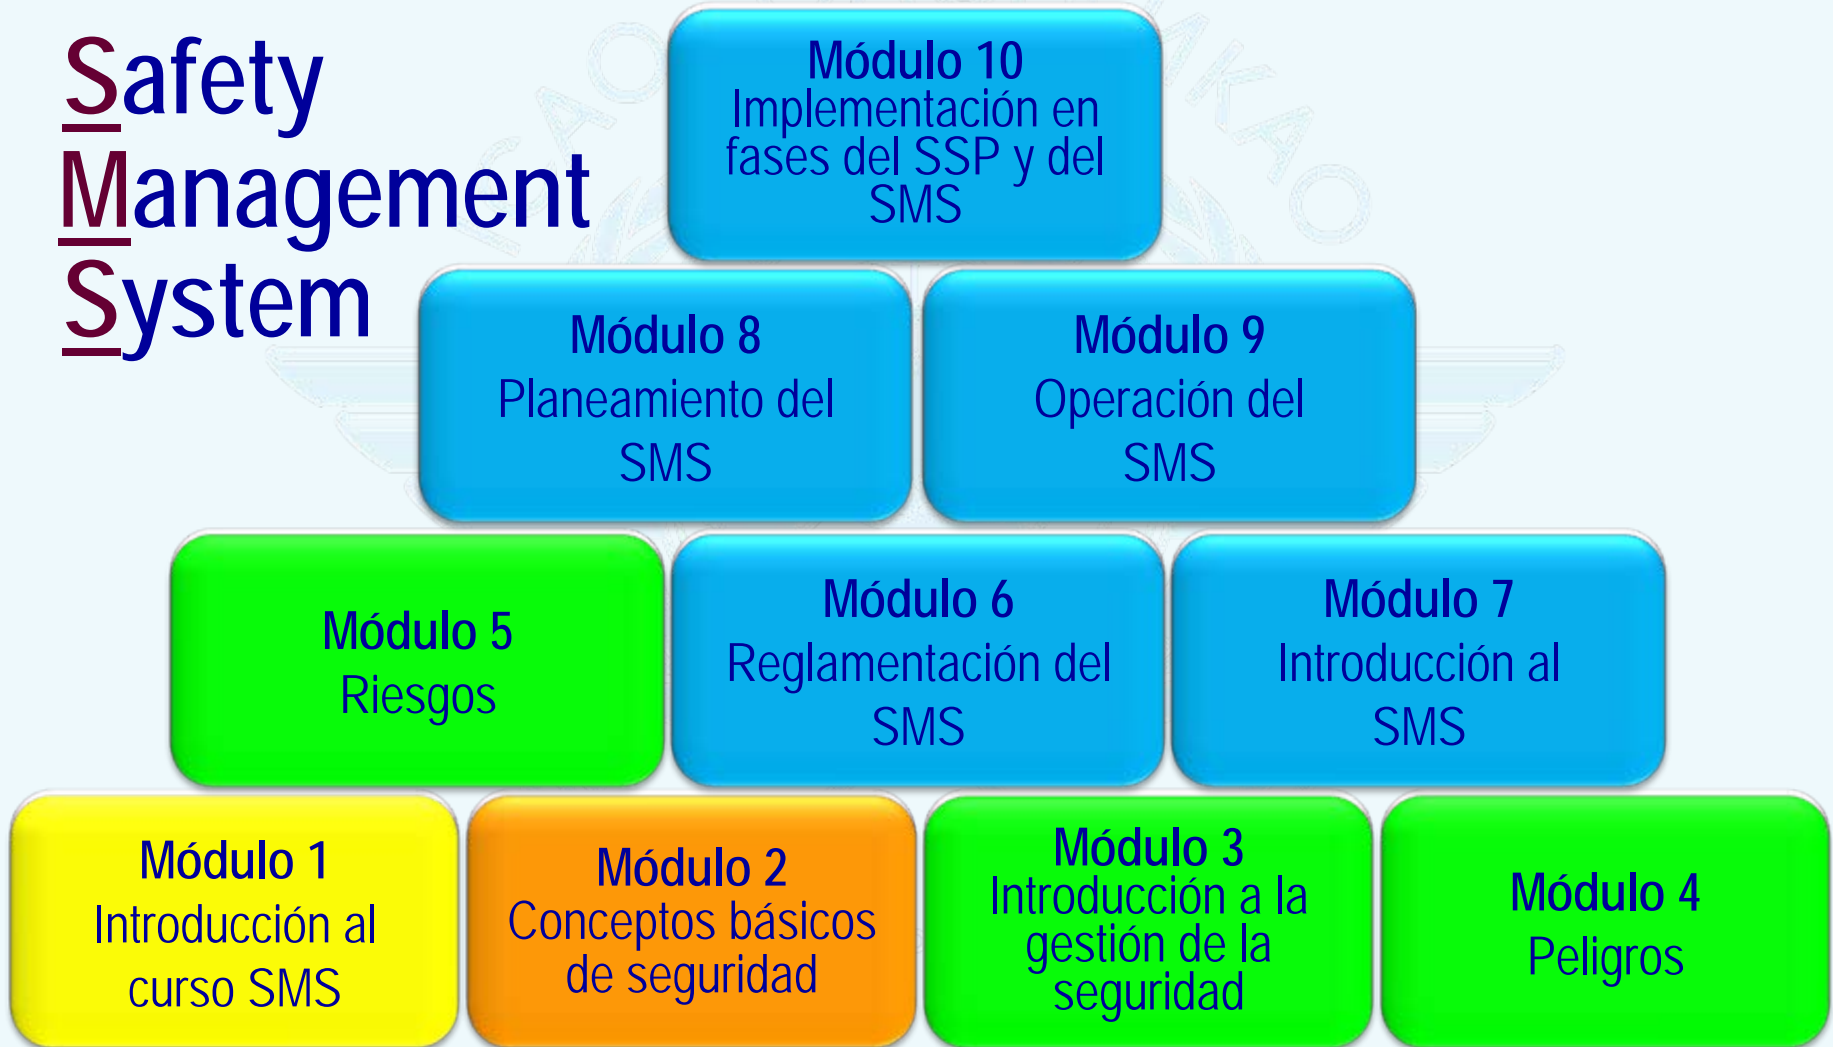 Safety
Management
System
Módulo 10
Implementación en
fases del SSP y del
SMS
Módulo 8
Planeamiento del
SMS
Módulo 9
Operación del
SMS
Módulo 5
Riesgos
Módulo 6
Reglamentación del
SMS
Módulo 7
Introducción al
SMS
Módulo 1
Introducción al
curso SMS
Módulo 2
Conceptos básicos
de seguridad
Módulo 3
Introducción a la
gestión de la
seguridad
Módulo 4
Peligros